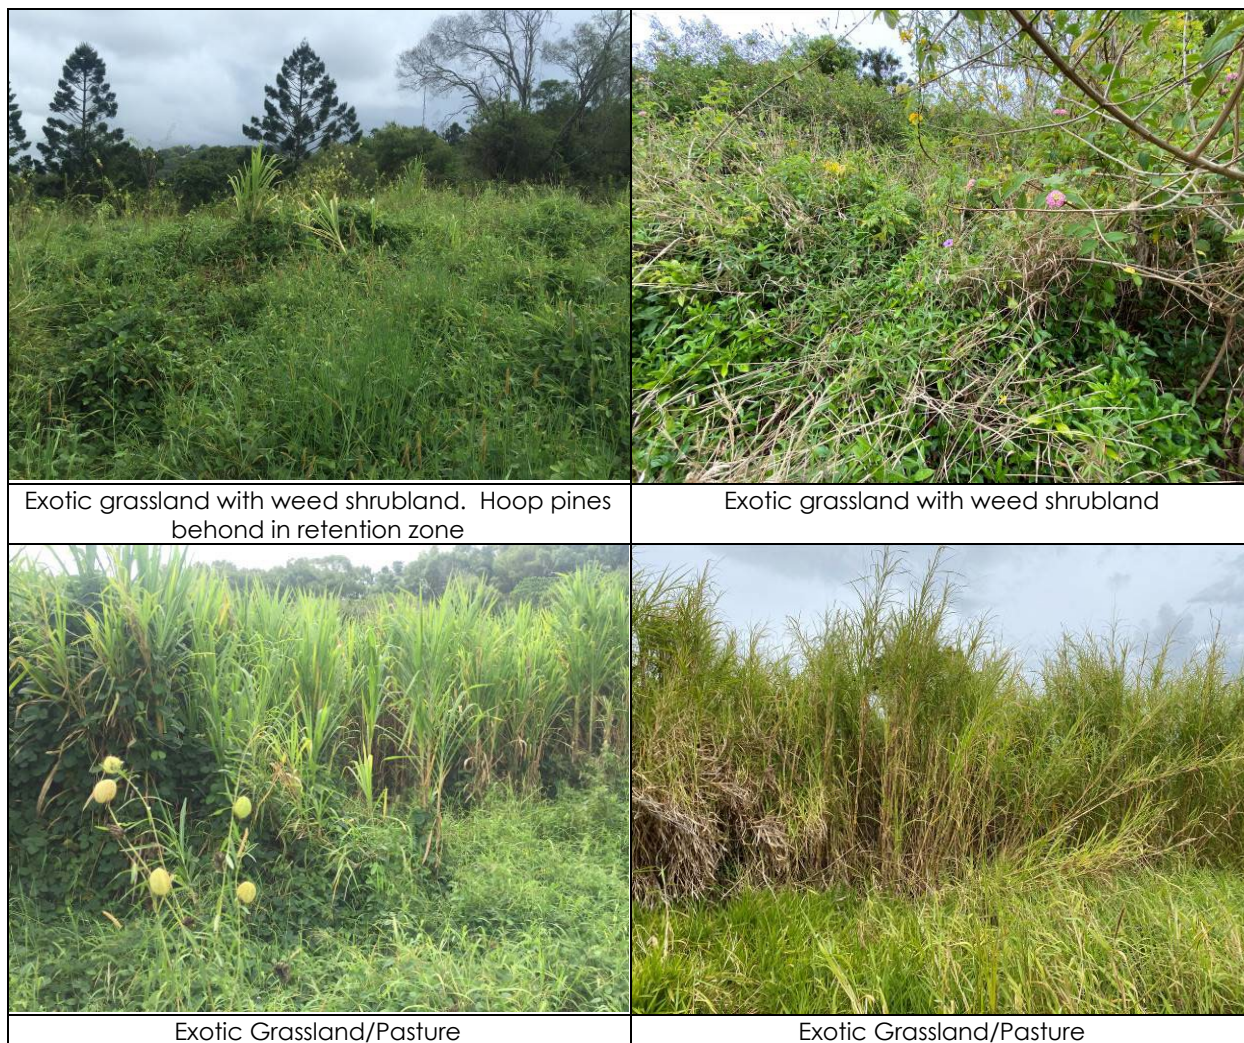 Exotic grassland with weed shrubland.  Hoop pines
behond in retention zone
Exotic grassland with weed shrubland
Exotic Grassland/Pasture
Exotic Grassland/Pasture